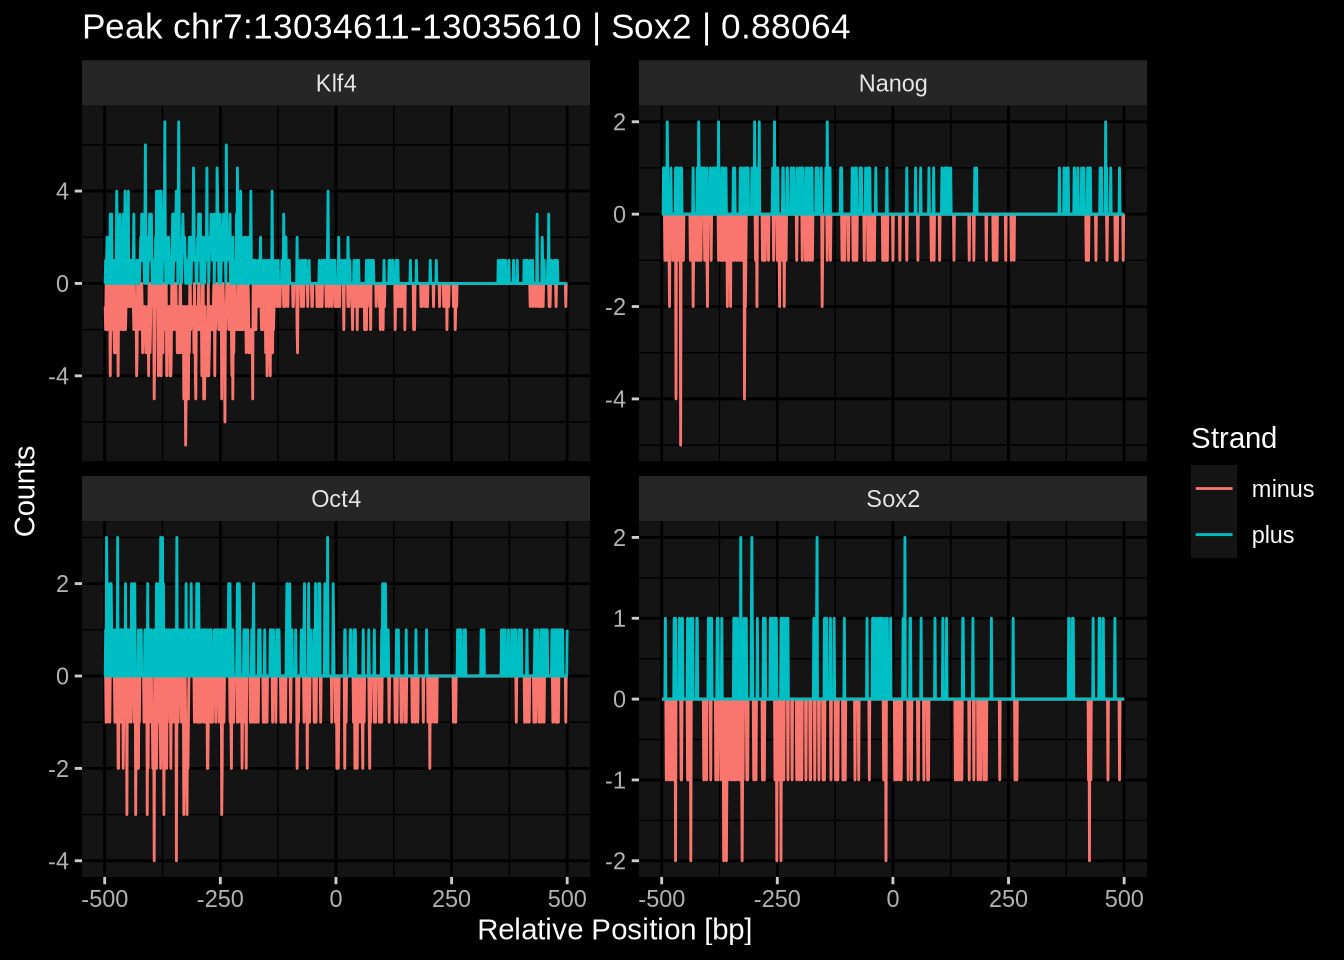 Peak chr7:13034611-13035610 | Sox2 | 0.88064
Klf4
Nanog
4
0
-4
2
0
-2
-4
Counts
Oct4
Sox2
2
0
-2
-4
2
1
0
-1
-2
-500 -250 0 250 500
-500 -250 0 250 500
Relative Position [bp]
Strand
minus
plus